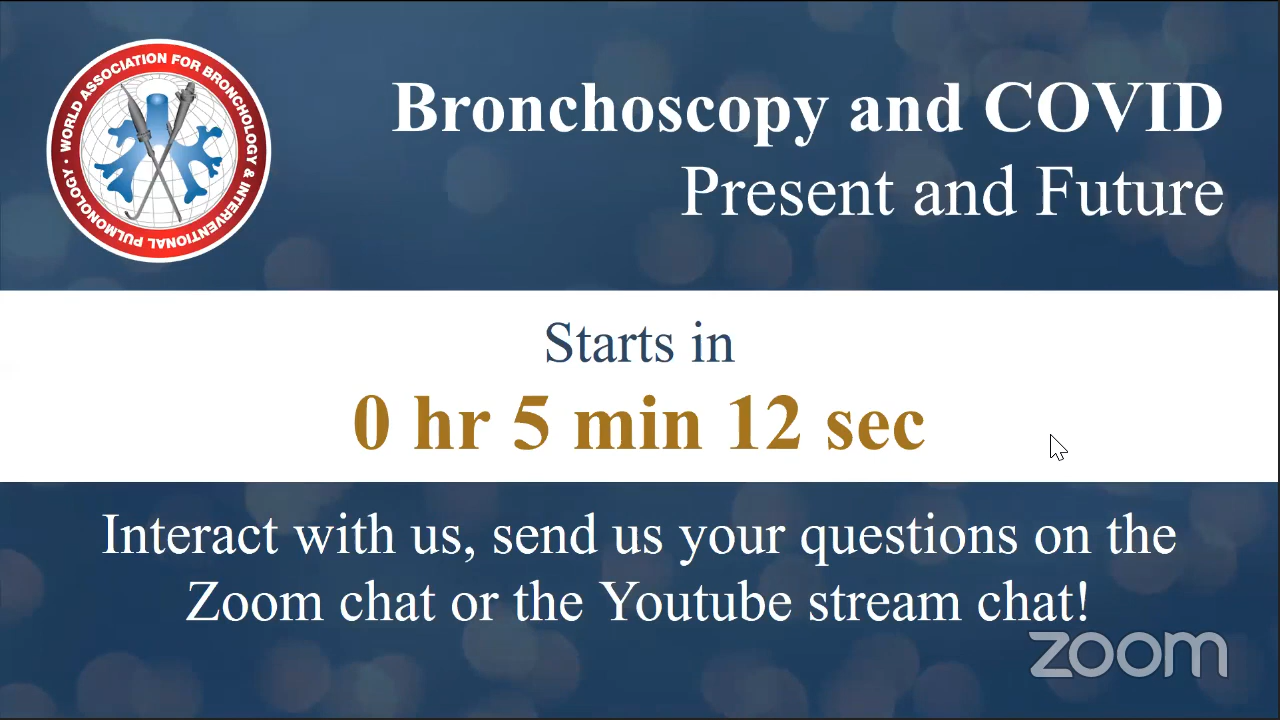 WORLD ASSOCIATION FOR BRONCHOLOGY & INTERVENTIONAL PULMONOLOGY •
Bronchoscopy and COVID
Present and Future
Starts in
0 hr 5 min 12 sec
Interact with us, send us your questions on the
Zoom chat or the Youtube stream chat!
zoom